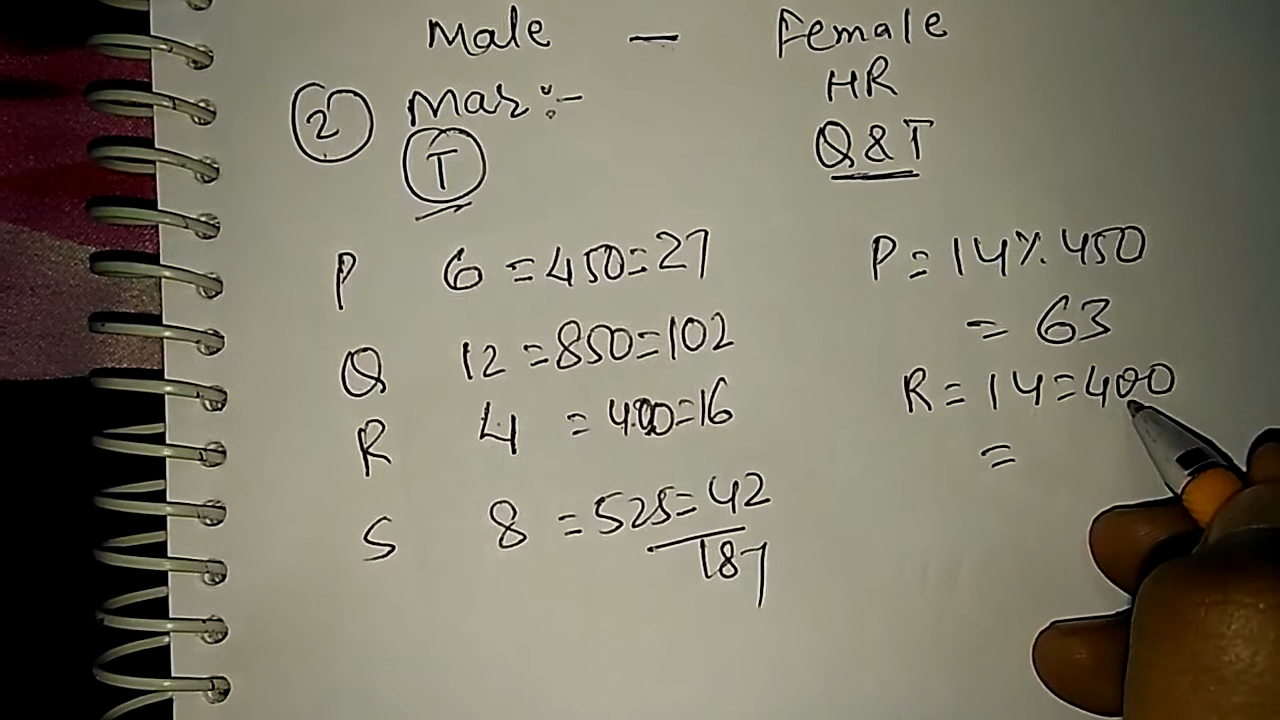 Male — Female
HR
② Mar:-
Q&T
T
P 6 = 450 = 27
Q 12 = 850 = 102
R 4 = 400 = 16
S 8 = 525 = 42
187
P = 14% 450
= 63
R = 14 = 400
=